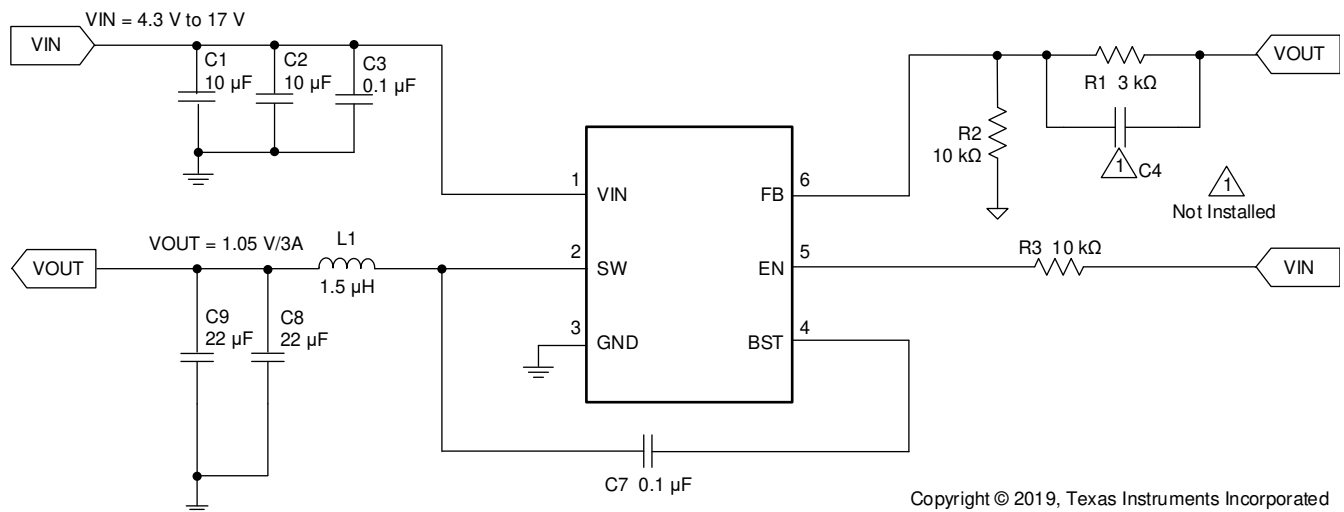 VIN = 4.3 V to 17 V
VIN
C1
10 µF
C2
10 µF
C3
0.1 µF
VOUT
R1 3 kΩ
R2
10 kΩ
1
C4
1
Not Installed
1
VIN
FB
6
VOUT = 1.05 V/3A
L1
1.5 µH
VOUT
2
SW
EN
5
R3 10 kΩ
VIN
C9
22 µF
C8
22 µF
3
GND
BST
4
C7 0.1 µF
Copyright © 2019, Texas Instruments Incorporated